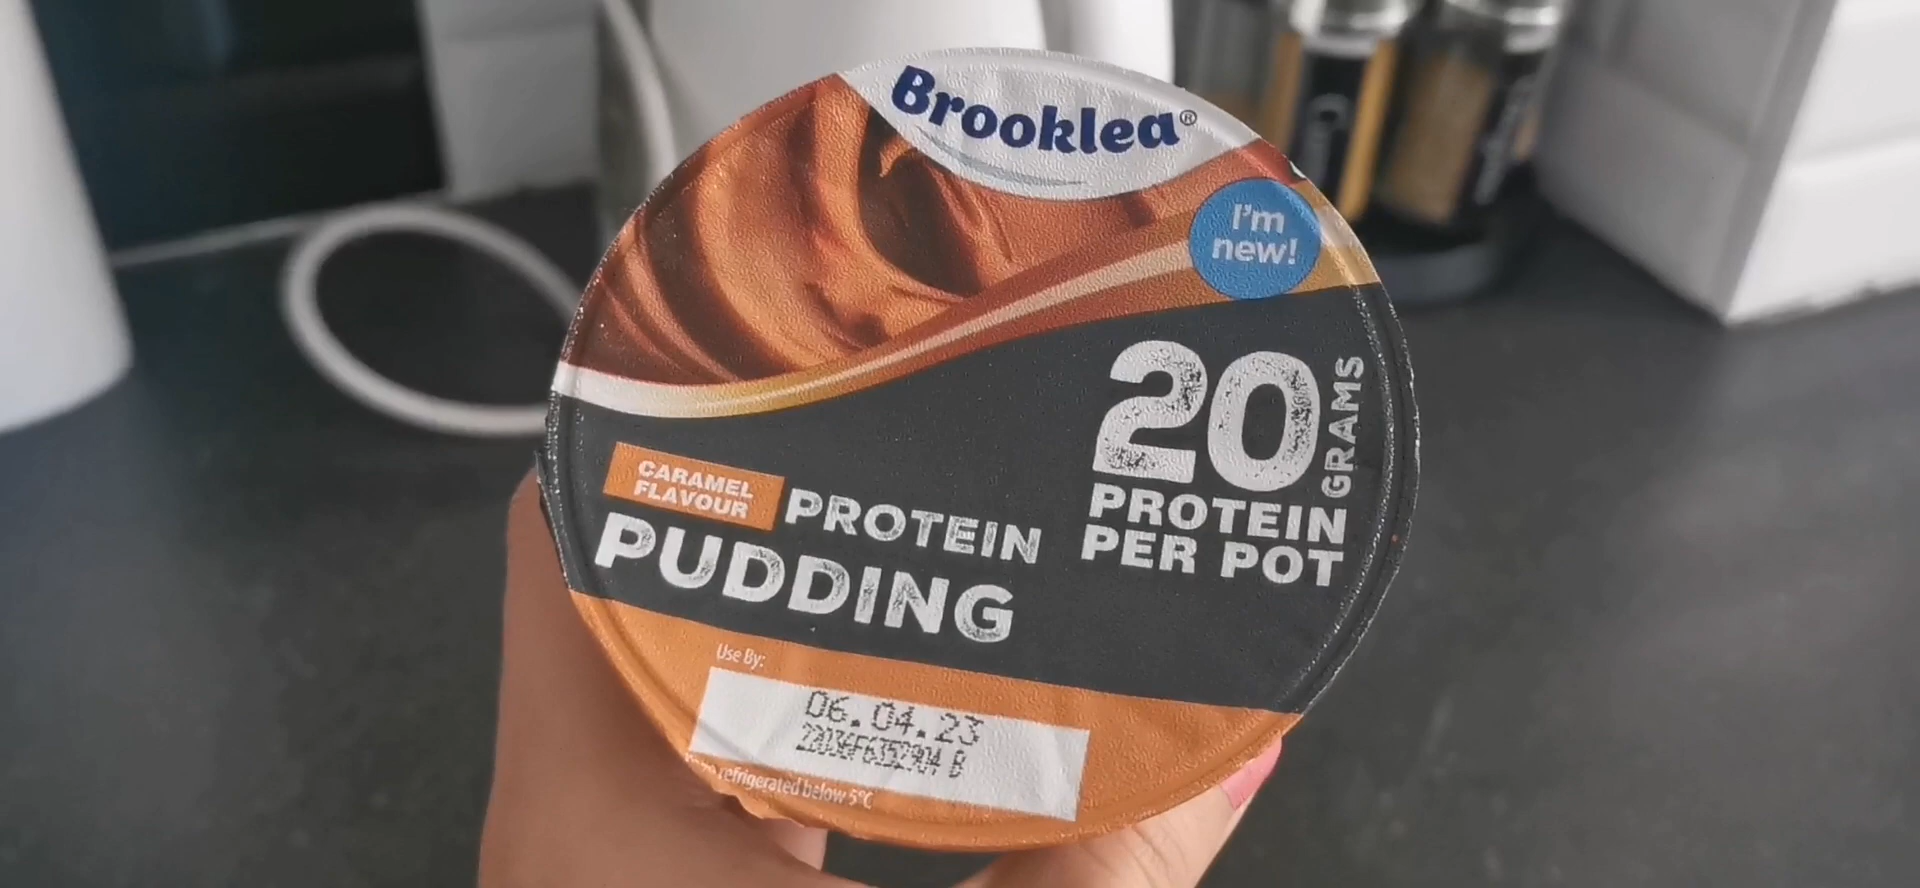 Brooklea®
I'm
new!
20
GRAMS
PROTEIN
PER POT
CARAMEL
FLAVOUR
PROTEIN
PUDDING
Use By:
06.04.23
refrigerated below 5°C